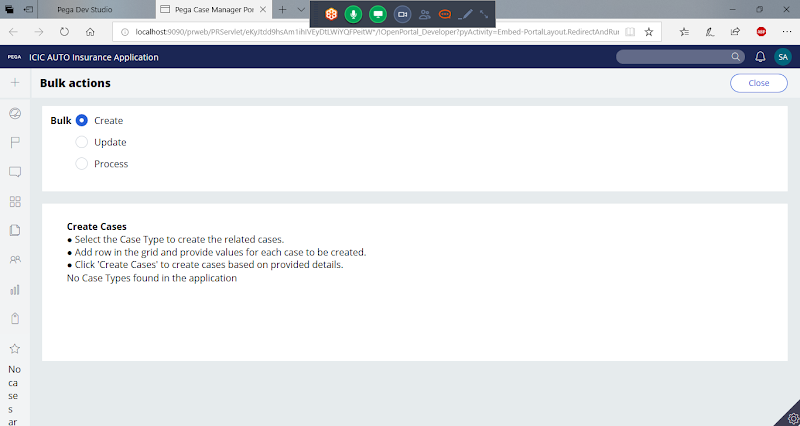 Pega Dev Studio
Pega Case Manager Por
localhost:9090/prweb/PRServlet/
OpenPortal_Developer?pyActivity=Embed-PortalLayout.RedirectAndRun
PEGA ICIC AUTO Insurance Application
SA
Bulk actions
Close
Bulk Create
Update
Process
Create Cases
• Select the Case Type to create the related cases.
• Add row in the grid and provide values for each case to be created.
• Click 'Create Cases' to create cases based on provided details.
No Case Types found in the application
No
ca
se
s
ar